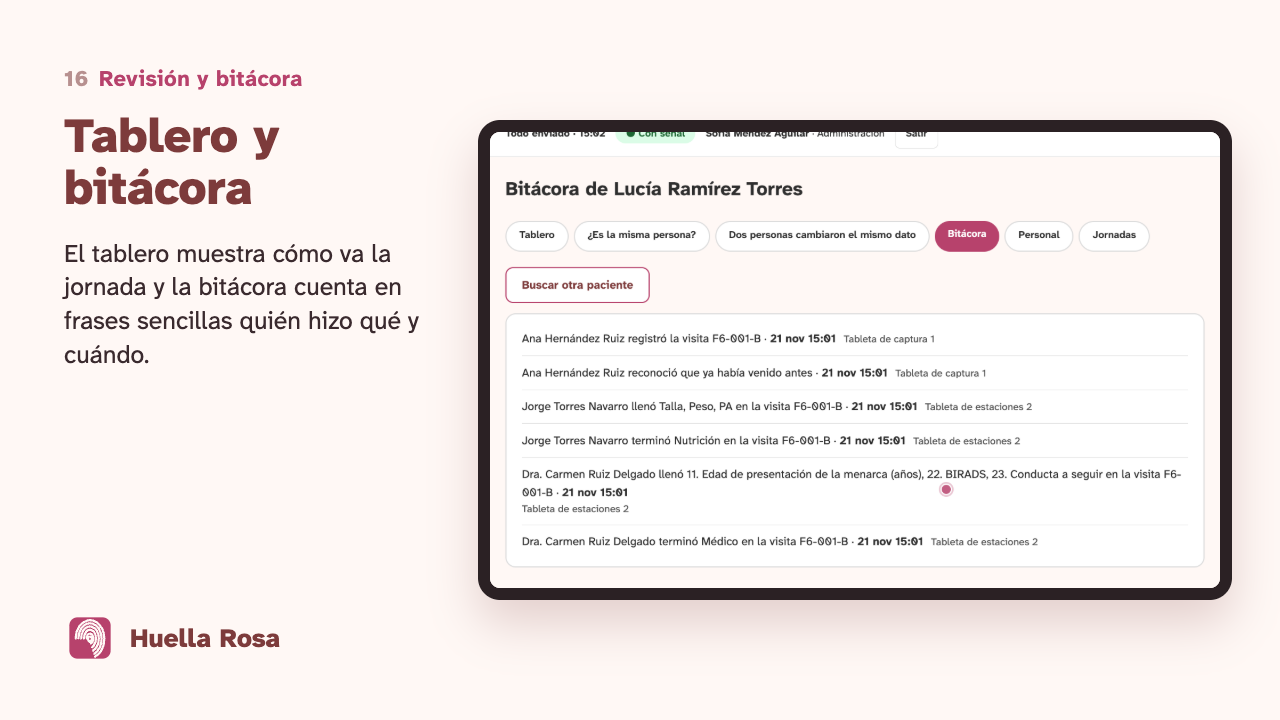 16 Revisión y bitácora
Tablero y
bitácora
El tablero muestra cómo va la
jornada y la bitácora cuenta en
frases sencillas quién hizo qué y
cuándo.
Huella Rosa
Todo enviado · 15:02 Con señal Sofía Méndez Aguilar · Administración Salir
Bitácora de Lucía Ramírez Torres
Tablero ¿Es la misma persona? Dos personas cambiaron el mismo dato Bitácora Personal Jornadas
Buscar otra paciente
Ana Hernández Ruiz registró la visita F6-001-B · 21 nov 15:01 Tableta de captura 1
Ana Hernández Ruiz reconoció que ya había venido antes · 21 nov 15:01 Tableta de captura 1
Jorge Torres Navarro llenó Talla, Peso, PA en la visita F6-001-B · 21 nov 15:01 Tableta de estaciones 2
Jorge Torres Navarro terminó Nutrición en la visita F6-001-B · 21 nov 15:01 Tableta de estaciones 2
Dra. Carmen Ruiz Delgado llenó 11. Edad de presentación de la menarca (años), 22. BIRADS, 23. Conducta a seguir en la visita F6-
001-B · 21 nov 15:01
Tableta de estaciones 2
Dra. Carmen Ruiz Delgado terminó Médico en la visita F6-001-B · 21 nov 15:01 Tableta de estaciones 2